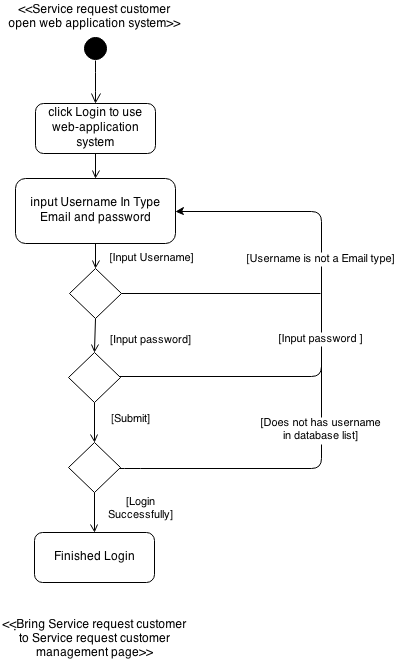 <<Service request customer
open web application system>>
click Login to use
web-application
system
input Username In Type
Email and password
[Input Username]
[Username is not a Email type]
[Input password]
[Input password ]
[Submit]
[Does not has username
in database list]
[Login
Successfully]
Finished Login
<<Bring Service request customer
to Service request customer
management page>>